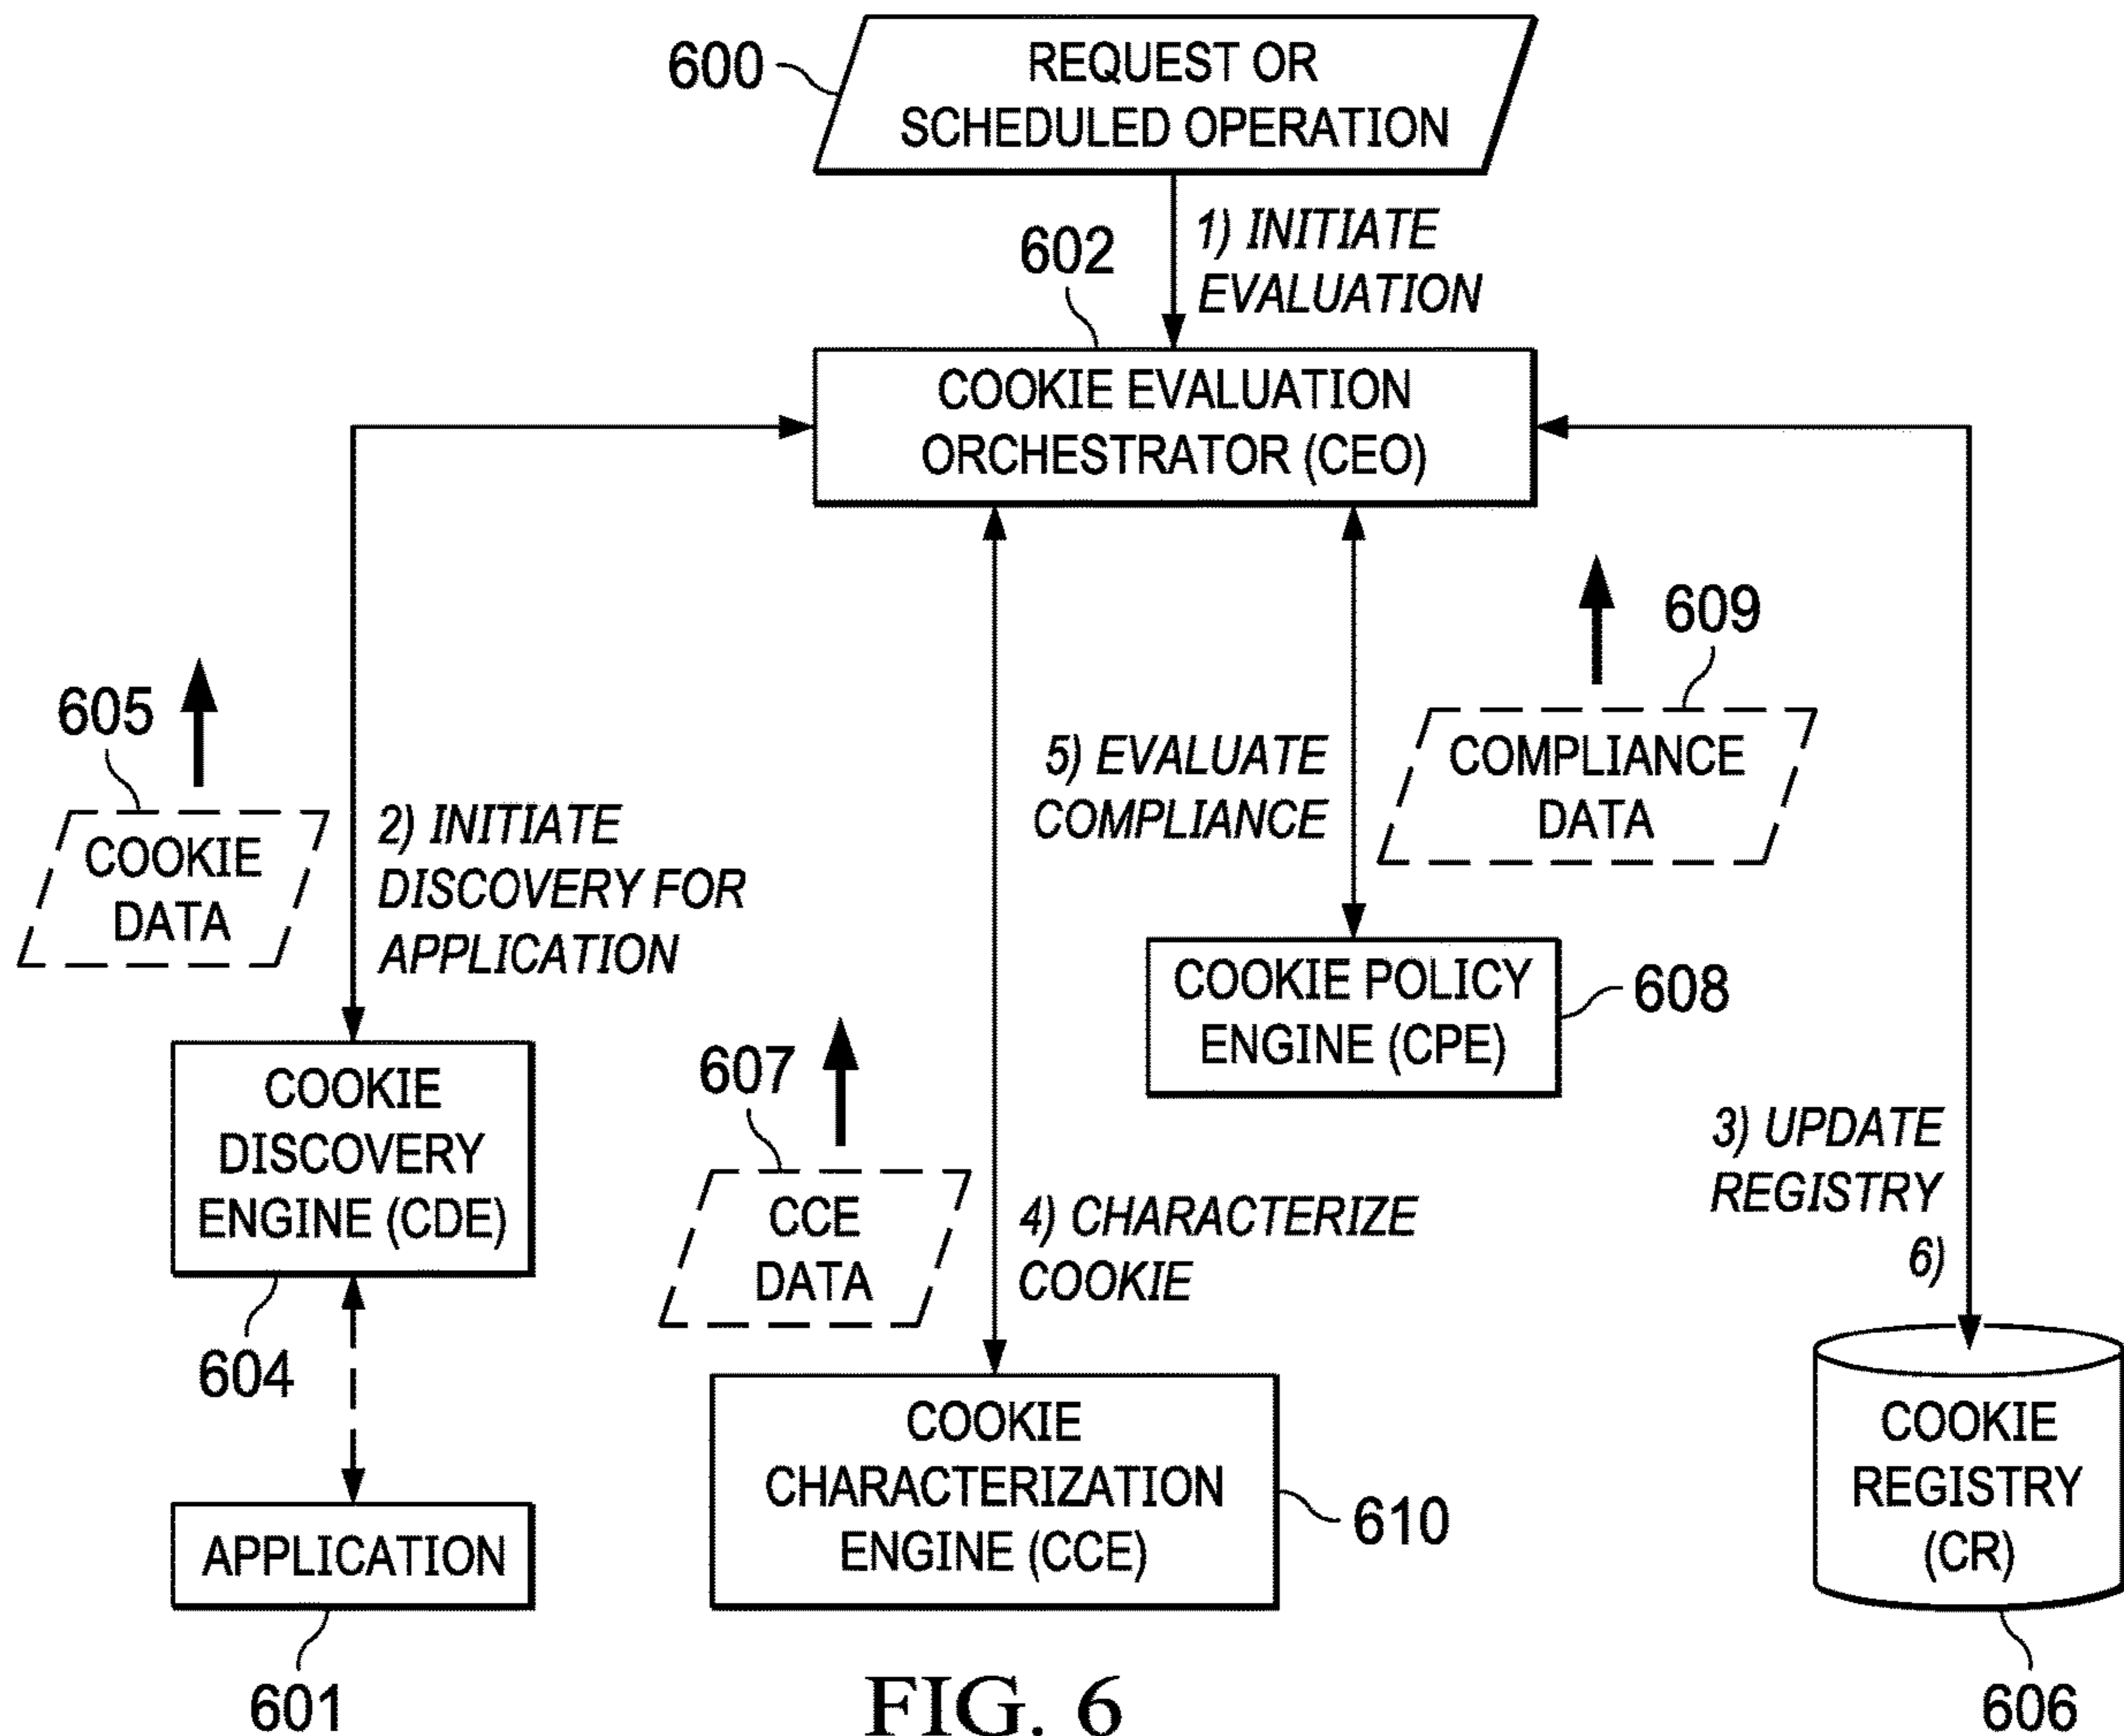 600
REQUEST OR
SCHEDULED OPERATION
1) INITIATE
EVALUATION
602
COOKIE EVALUATION
ORCHESTRATOR (CEO)
605
COOKIE
DATA
2) INITIATE
DISCOVERY FOR
APPLICATION
5) EVALUATE
COMPLIANCE
609
COMPLIANCE
DATA
COOKIE POLICY
ENGINE (CPE)
608
COOKIE
DISCOVERY
ENGINE (CDE)
604
607
CCE
DATA
4) CHARACTERIZE
COOKIE
3) UPDATE
REGISTRY
6)
APPLICATION
601
COOKIE
CHARACTERIZATION
ENGINE (CCE)
610
COOKIE
REGISTRY
(CR)
606
FIG. 6